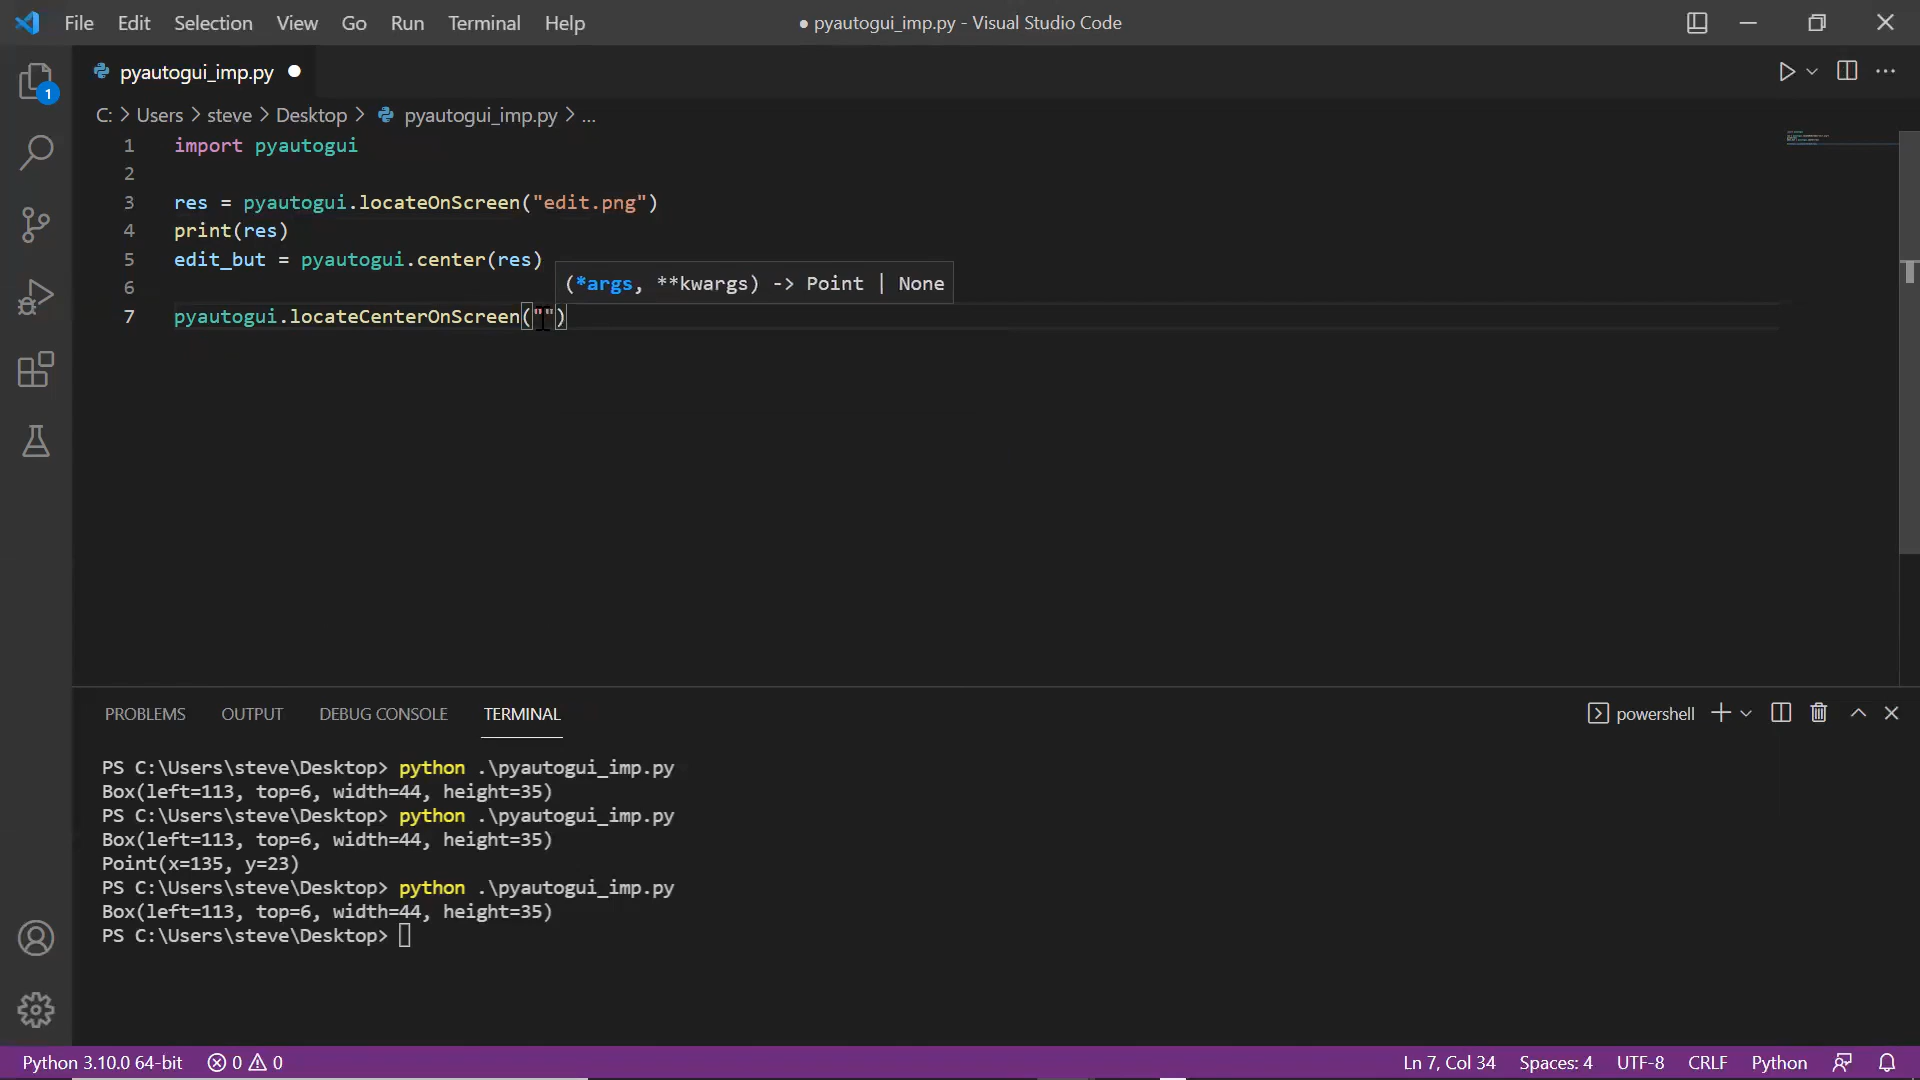 File Edit Selection View Go Run Terminal Help ● pyautogui_imp.py - Visual Studio Code
pyautogui_imp.py ●
1
C: > Users > steve > Desktop > pyautogui_imp.py > ...
1 import pyautogui
2
3 res = pyautogui.locateOnScreen("edit.png")
4 print(res)
5 edit_but = pyautogui.center(res)
(*args, **kwargs) -> Point | None
6
7 pyautogui.locateCenterOnScreen("")
PROBLEMS OUTPUT DEBUG CONSOLE TERMINAL powershell
PS C:\Users\steve\Desktop> python .\pyautogui_imp.py
Box(left=113, top=6, width=44, height=35)
PS C:\Users\steve\Desktop> python .\pyautogui_imp.py
Box(left=113, top=6, width=44, height=35)
Point(x=135, y=23)
PS C:\Users\steve\Desktop> python .\pyautogui_imp.py
Box(left=113, top=6, width=44, height=35)
PS C:\Users\steve\Desktop>
Python 3.10.0 64-bit 0 0 Ln 7, Col 34 Spaces: 4 UTF-8 CRLF Python